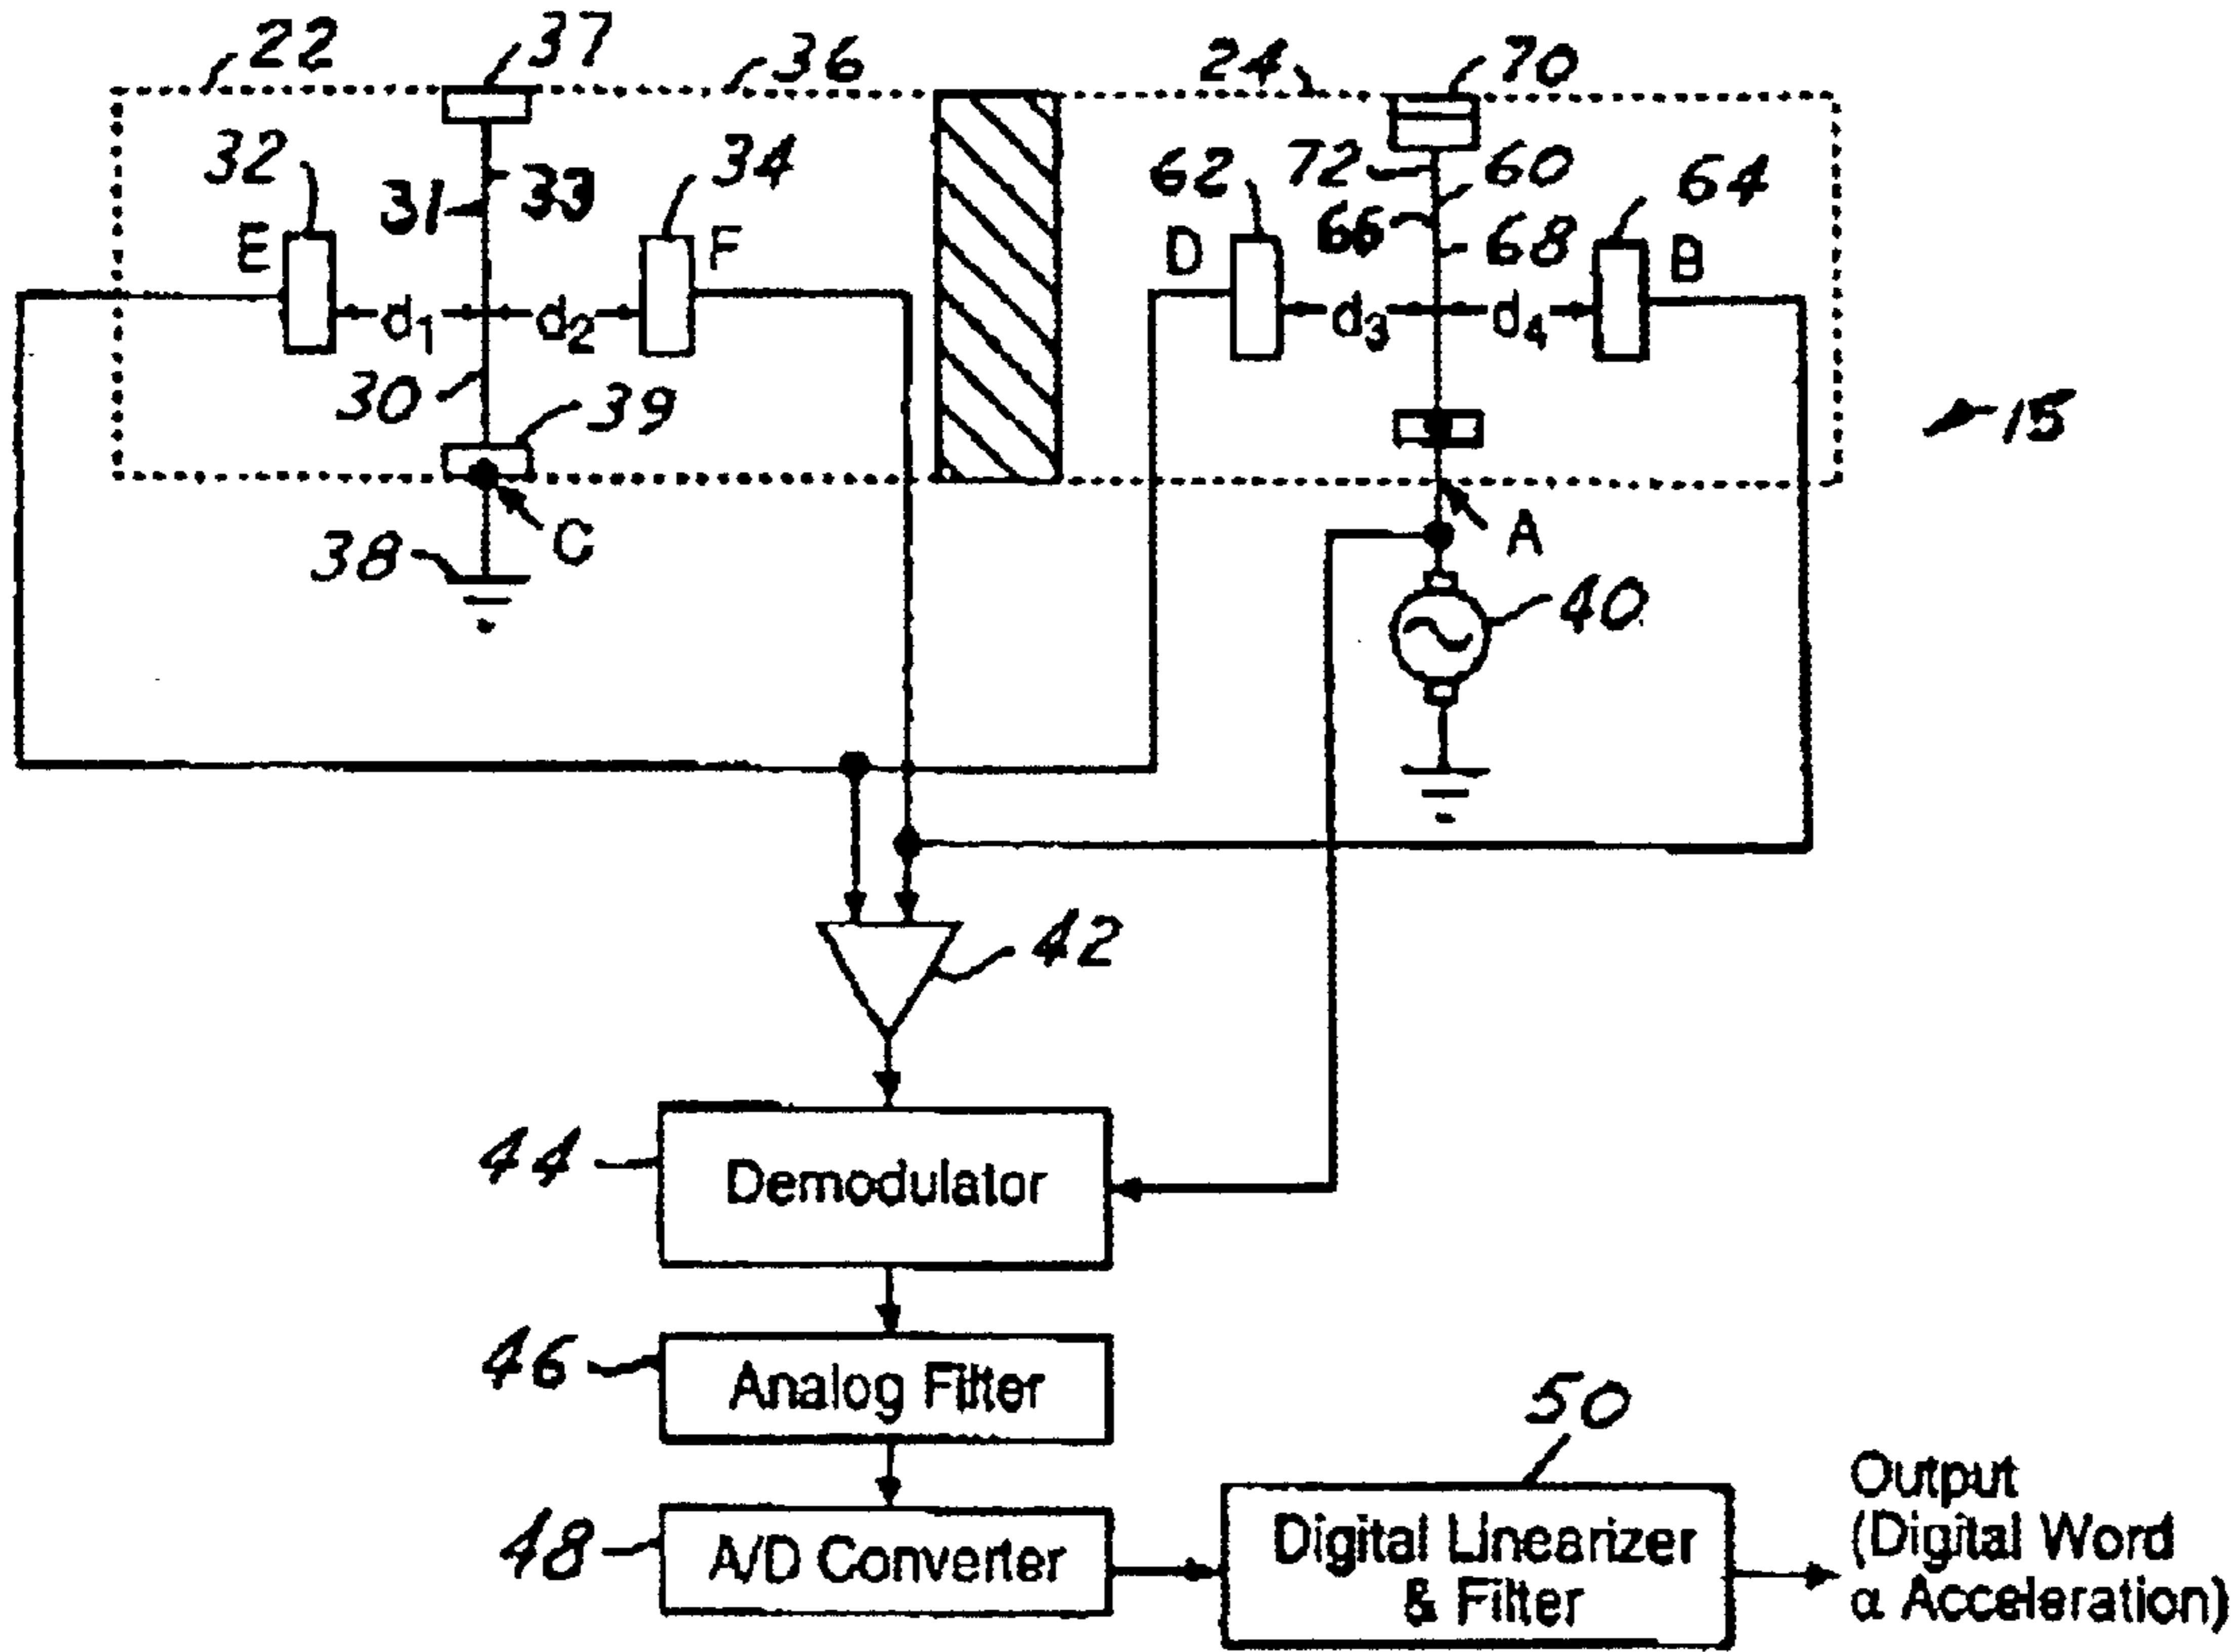 22
37
36
24
70
32
31
33
34
62
72
60
64
66
68
E
F
D
B
d1
d2
d3
d4
30
39
15
C
A
38
40
42
44
Demodulator
46
Analog Filter
50
48
A/D Converter
Digital Linearizer
& Filter
Output
(Digital Word
α Acceleration)